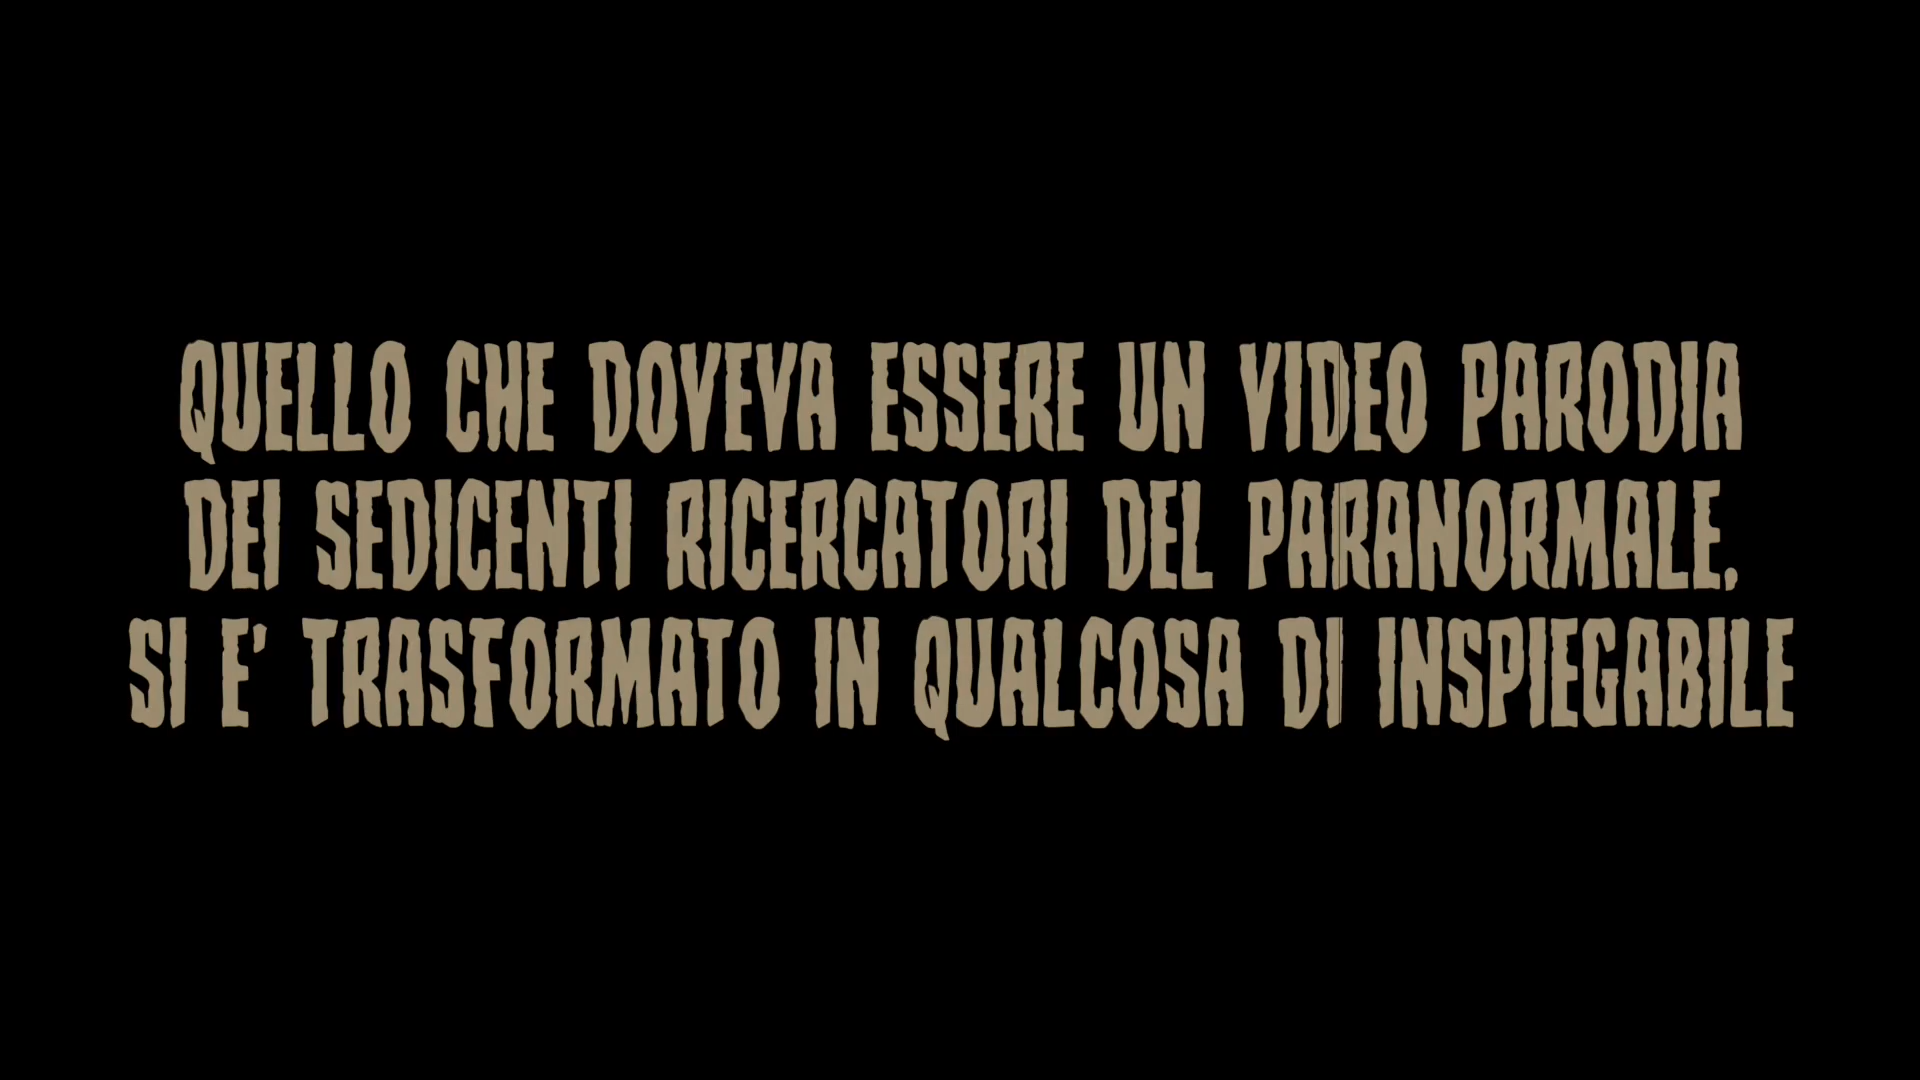 QUELLO CHE DOVEVA ESSERE UN VIDEO PARODIA
DEI SEDICENTI RICERCATORI DEL PARANORMALE,
SI E' TRASFORMATO IN QUALCOSA DI INSPIEGABILE